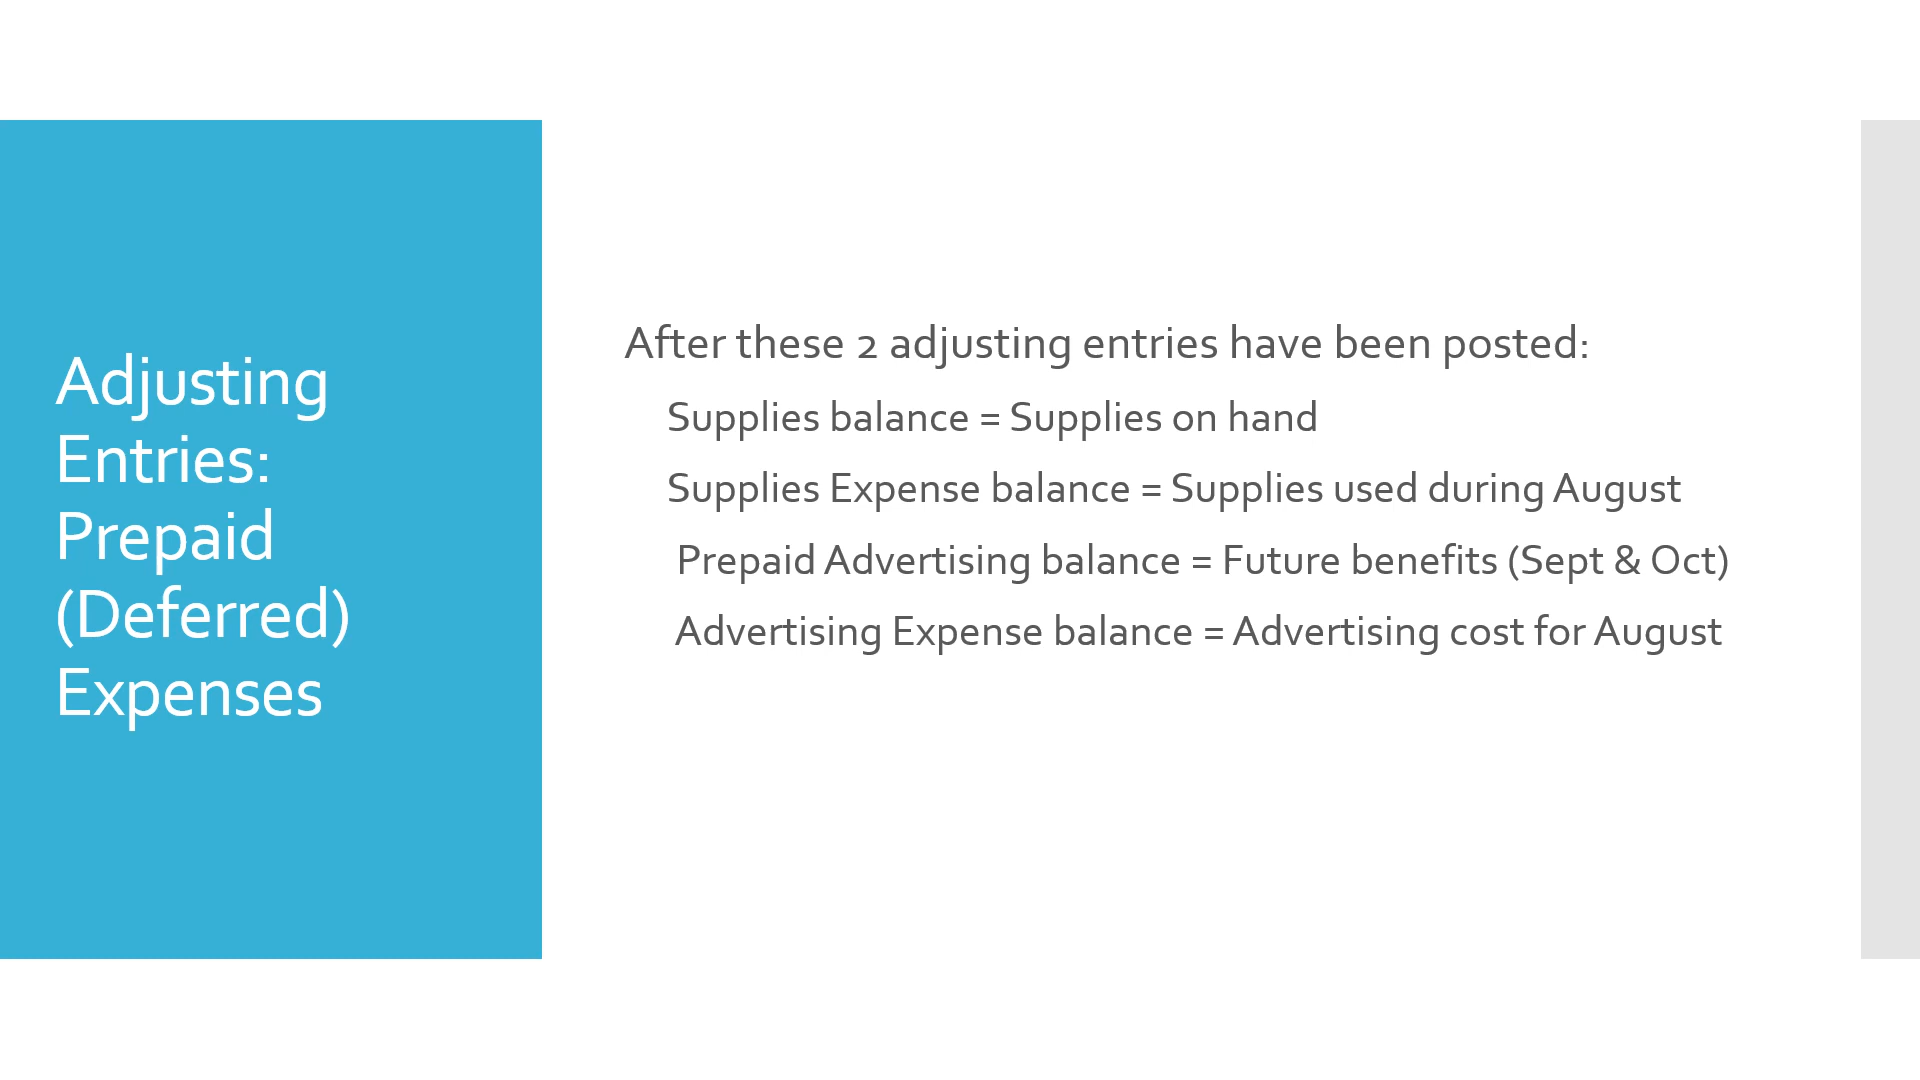 Adjusting
Entries:
Prepaid
(Deferred)
Expenses
After these 2 adjusting entries have been posted:
Supplies balance = Supplies on hand
Supplies Expense balance = Supplies used during August
Prepaid Advertising balance = Future benefits (Sept & Oct)
Advertising Expense balance = Advertising cost for August